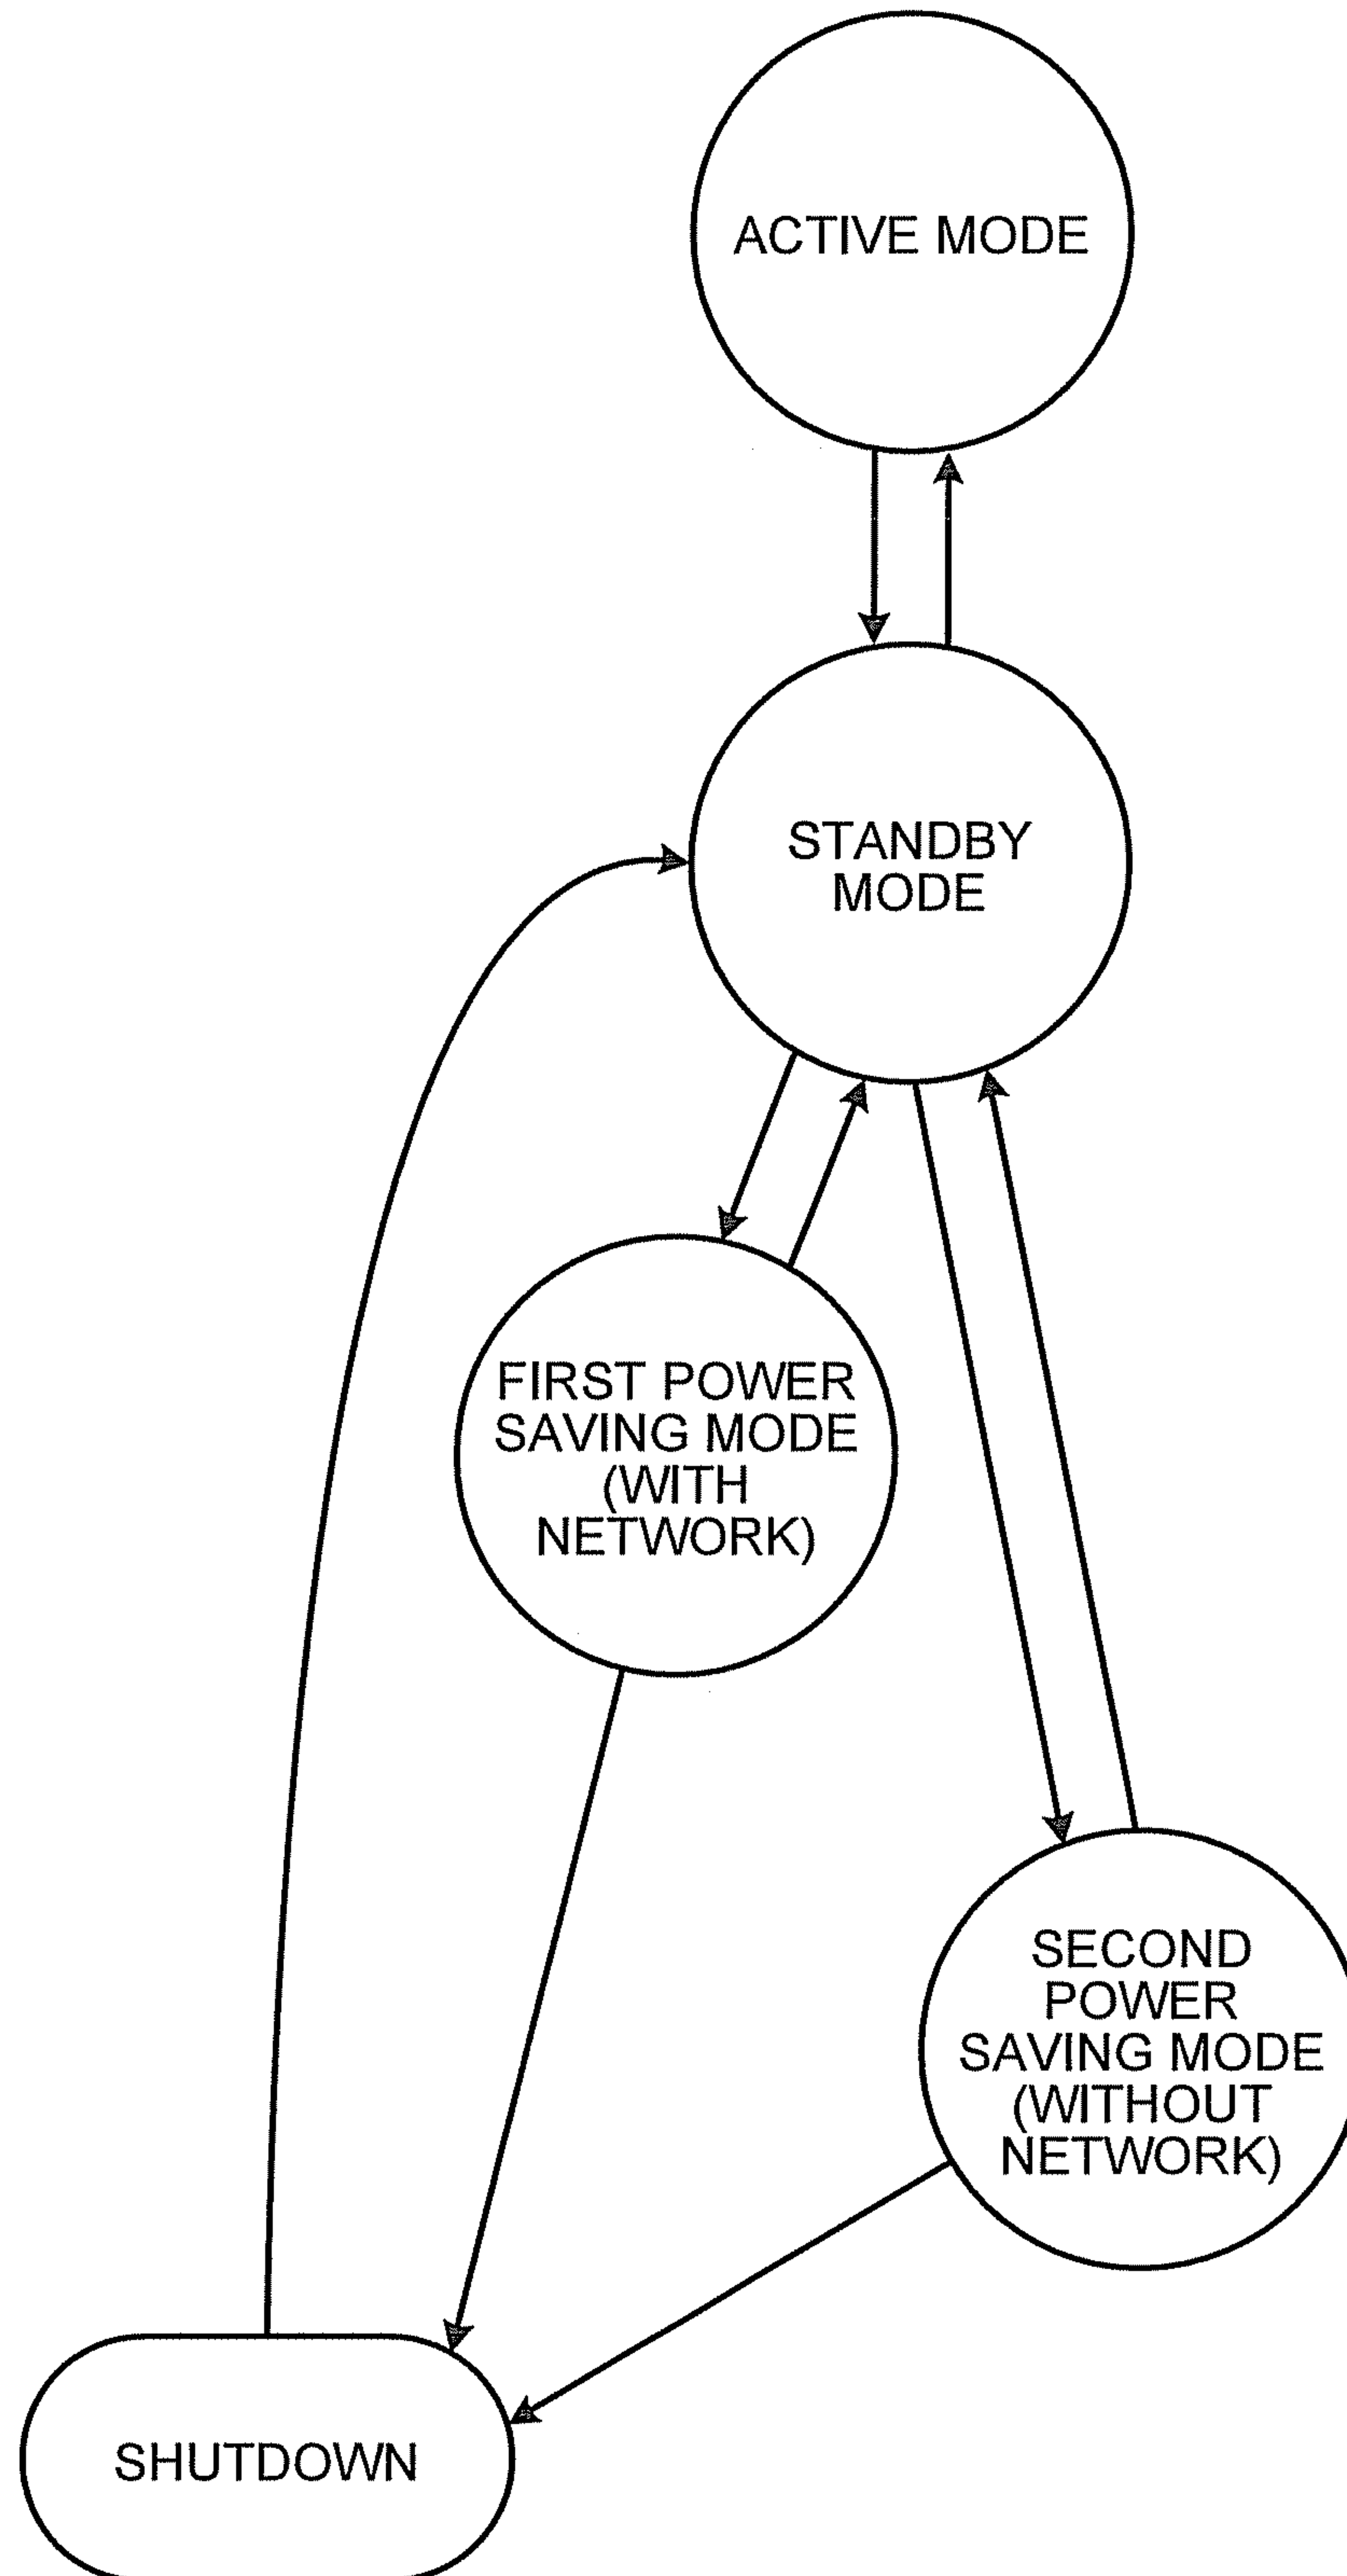 ACTIVE MODE
STANDBY
MODE
FIRST POWER
SAVING MODE
(WITH
NETWORK)
SECOND
POWER
SAVING MODE
(WITHOUT
NETWORK)
SHUTDOWN